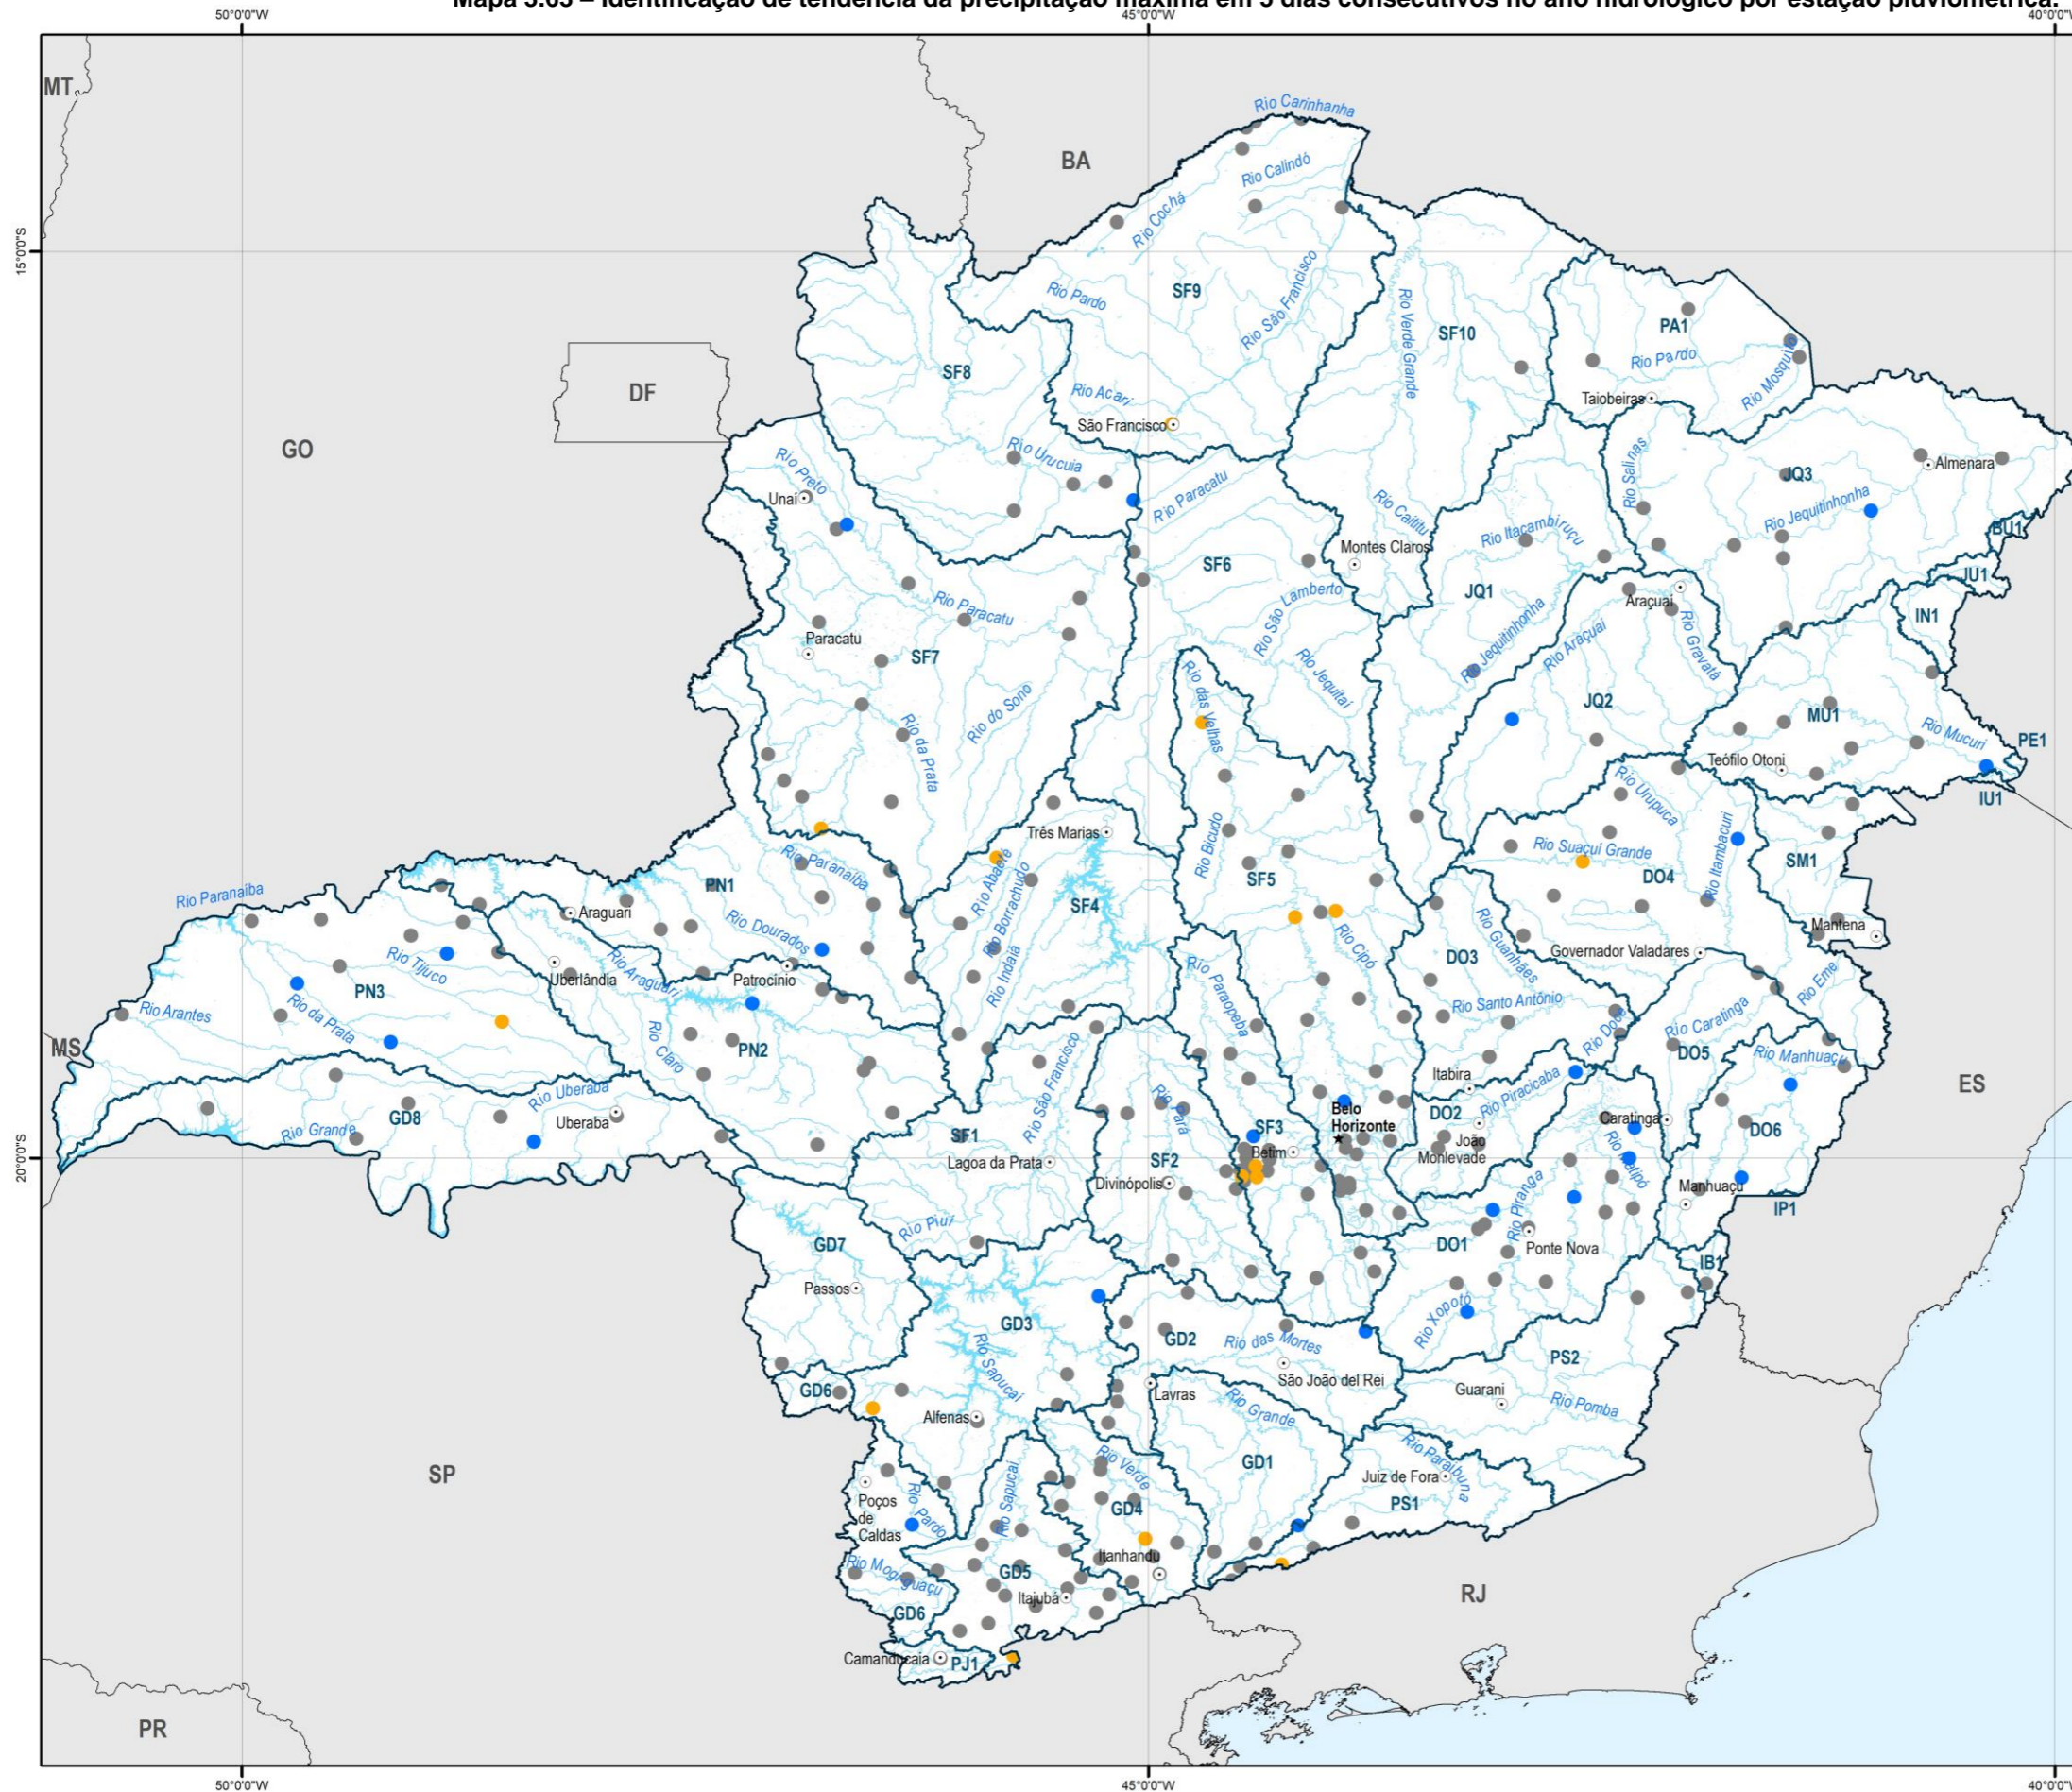 Mapa 5.63 – Identificação de tendência da precipitação máxima em 5 dias consecutivos no ano hidrológico por estação pluviométrica.
50°0'0"W
45°0'0"W
40°0'0"W
MT
Rio Carinhanha
BA
Rio Calindó
Rio Cochá
15°0'0"S
Rio Pardo
SF9
Rio São Francisco
Rio Verde Grande
SF10
PA1
Rio Pardo
Rio Mosquito
DF
SF8
Rio Acari
Taiobeiras
São Francisco
GO
Rio Urucuia
Rio Preto
Unaí
Rio Paracatu
Rio Salinas
Almenara
JQ3
Rio Jequitinhonha
Rio Caititu
Rio Itacambiruçu
BU1
Montes Claros
SF6
JU1
JQ1
Araçuaí
Rio São Lamberto
Rio Paracatu
IN1
Rio Jequitinhonha
Rio Araçuaí
Rio Gravatá
Paracatu
SF7
Rio das Velhas
Rio Jequitaí
JQ2
MU1
Rio do Sono
Rio da Prata
Rio Mucuri
PE1
Teófilo Otoni
IU1
Rio Urupuca
Três Marias
Rio Bicudo
Rio Suaçuí Grande
Rio Itambacuri
SM1
Rio Paranaíba
Rio Abaeté
DO4
SF5
PN1
Rio Paranaíba
Rio Borrachudo
SF4
Araguari
Rio Dourados
Rio Guanhães
Mantena
Rio Cipó
Governador Valadares
Rio Tijuco
DO3
Uberlândia
Rio Araguari
Patrocínio
Rio Indaiá
Rio Paraopeba
PN3
Rio Eme
Rio Arantes
Rio da Prata
Rio Santo Antônio
Rio Doce
Rio Caratinga
MS
Rio Claro
PN2
Rio São Francisco
DO5
Rio Manhuaçu
Itabira
ES
Rio Uberaba
Rio Pará
Rio Piracicaba
Belo
Horizonte
DO2
Caratinga
GD8
Uberaba
Rio Grande
SF1
SF3
João
Monlevade
DO6
20°0'0"S
Lagoa da Prata
SF2
Betim
Rio Matipó
Divinópolis
Manhuaçu
Rio Piranga
IP1
Rio Piuí
GD7
DO1
Ponte Nova
IB1
Passos
GD3
Rio Xopotó
GD2
Rio das Mortes
Rio Sapucaí
PS2
GD6
São João del Rei
Lavras
Guarani
Rio Pomba
Alfenas
Rio Grande
SP
Rio Verde
GD1
Rio Paraibuna
Juiz de Fora
Poços
de
Caldas
Rio Pardo
Rio Sapucaí
GD4
PS1
Itanhandu
Rio Mogi-Guaçu
GD5
Itajubá
RJ
GD6
Camanducaia
PJ1
PR
50°0'0"W
45°0'0"W
40°0'0"W